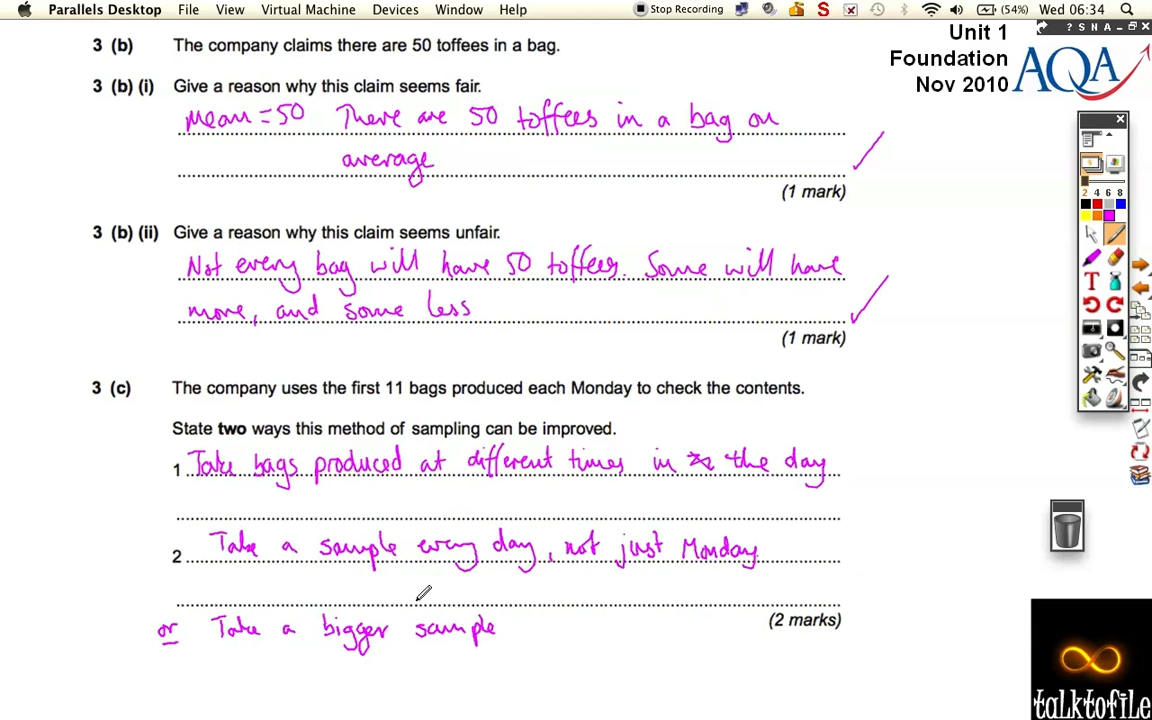 Parallels Desktop File View Virtual Machine Devices Window Help Stop Recording (54%) Wed 06:34
S N A
Unit 1
Foundation
Nov 2010
AQA
3 (b) The company claims there are 50 toffees in a bag.
3 (b) (i) Give a reason why this claim seems fair.
mean = 50 There are 50 toffees in a bag on
average
(1 mark)
3 (b) (ii) Give a reason why this claim seems unfair.
Not every bag will have 50 toffees. Some will have
more, and some less
(1 mark)
3 (c) The company uses the first 11 bags produced each Monday to check the contents.
State two ways this method of sampling can be improved.
1 Take bags produced at different times in the day
2 Take a sample every day, not just Monday.
(2 marks)
or Take a bigger sample
2 4 6 8
T
talktofile